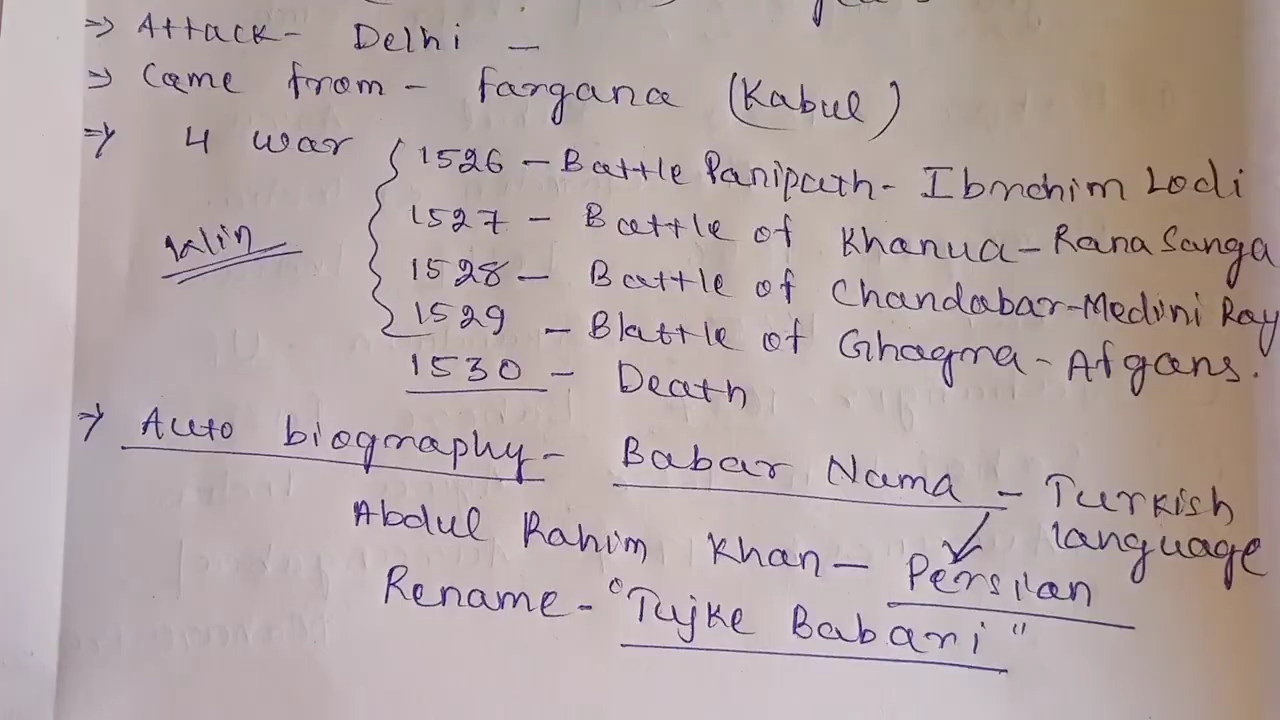 ⇒ Attack - Delhi -
⇒ Came from - Fargana (Kabul)
⇒ 4 war { 1526 - Battle Panipath - Ibrahim Lodi
1527 - Battle of Khanua - Rana Sanga
1528 - Battle of Chandabar - Medini Ray
1529 - Blattle of Ghagra - Afgans.
1530 - Death
⇒ Auto biography - Babar Nama - Turkish language
Abdul Rahim Khan - Persian
Rename - "Tujke Babari"